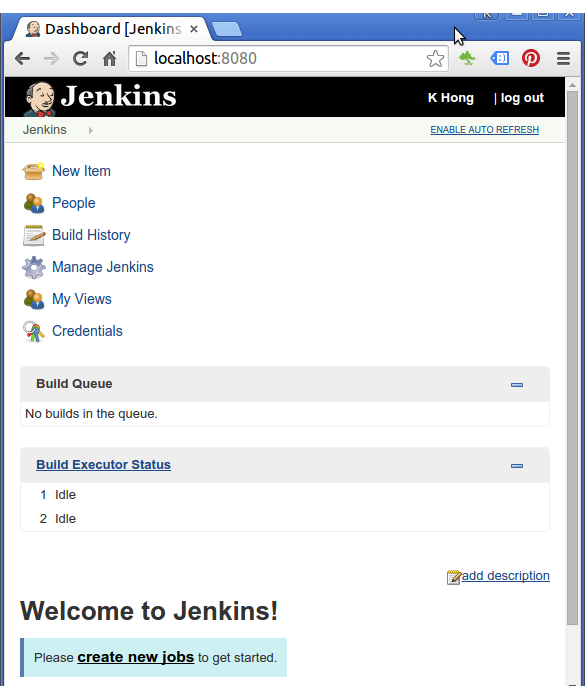 Dashboard [Jenkins
localhost:8080
Jenkins
K Hong | log out
Jenkins
ENABLE AUTO REFRESH
New Item
People
Build History
Manage Jenkins
My Views
Credentials
Build Queue
No builds in the queue.
Build Executor Status
1 Idle
2 Idle
add description
Welcome to Jenkins!
Please create new jobs to get started.